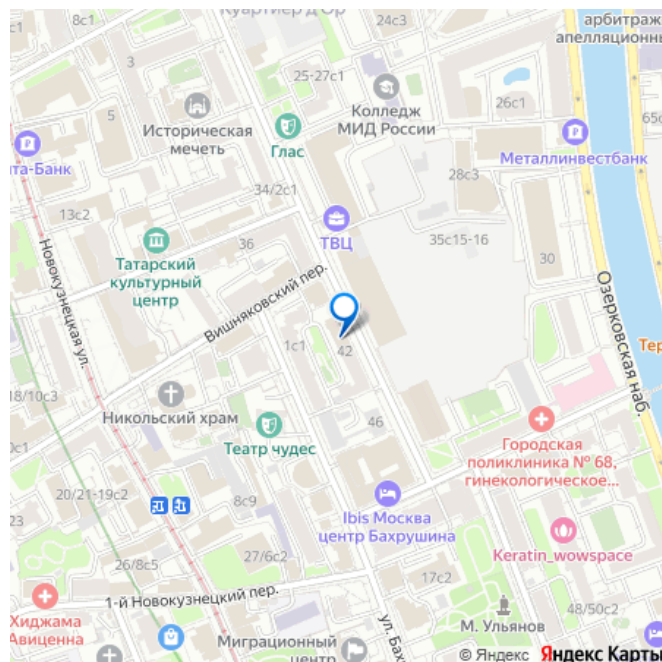 Квартиер д'Ор
24с3
арбитраж
апелляционны
8с1
3
25-27с1
5
Колледж
МИД России
26с1
65с
Историческая
мечеть
Глас
Металлинвестбанк
та-Банк
34/2с1
28с3
13с2
ТВЦ
35с15-16
36
30
Татарский
культурный
центр
Новокузнецкая ул.
Вишняковский пер.
Озерковская наб.
1с1
42
Тер
18/10с3
Никольский храм
46
0с1
Театр чудес
Городская
поликлиника № 68,
гинекологическое...
20/21-19с2
8с9
23
Ibis Москва
центр Бахрушина
Keratin_wowspace
27/6с2
26/8с5
17с2
1-й Новокузнецкий пер.
48/50с2
Хиджама
Авиценна
ул. Бах
М. Ульянов
Миграционный
центр
© Яндекс Яндекс Карты